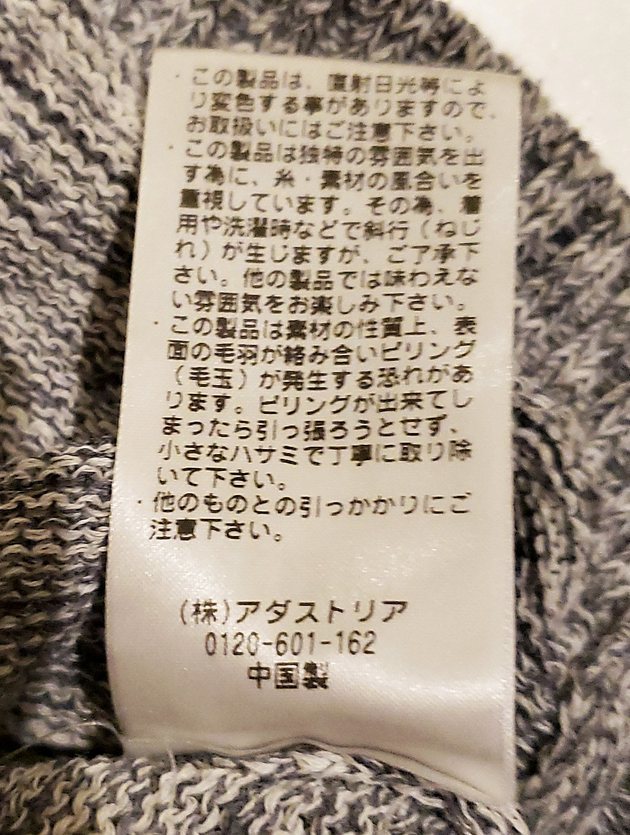 ・この製品は、直射日光等によ
り変色する事がありますので、
お取扱いにはご注意下さい。
・この製品は独特の雰囲気を出
す為に、糸・素材の風合いを
重視しています。その為、着
用や洗濯時などで斜行（ねじ
れ）が生じますが、ご了承下
さい。他の製品では味わえな
い雰囲気をお楽しみ下さい。
・この製品は素材の性質上、表
面の毛羽が絡み合いピリング
（毛玉）が発生する恐れがあ
ります。ピリングが出来てし
まったら引っ張ろうとせず、
小さなハサミで丁寧に取り除
いて下さい。
・他のものとの引っかかりにご
注意下さい。
(株)アダストリア
0120-601-162
中国製